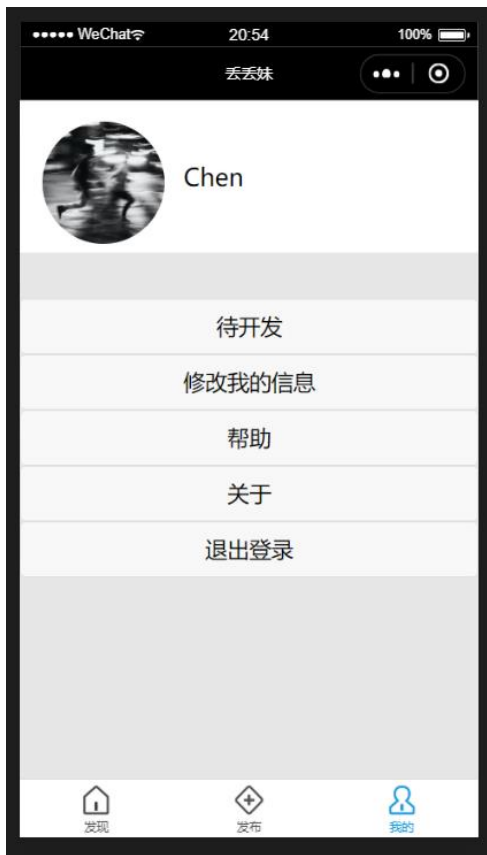 WeChat 20:54 100%
丢丢妹
Chen
待开发
修改我的信息
帮助
关于
退出登录
发现 发布 我的